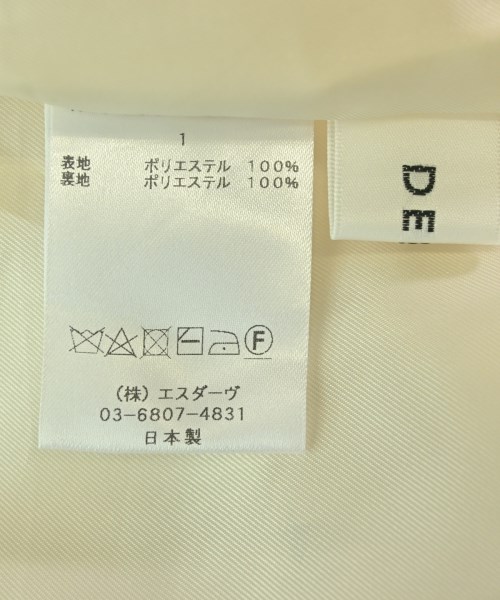 1
表地 ポリエステル 100%
裏地 ポリエステル 100%
F
(株) エスダーヴ
03-6807-4831
日本製
DE